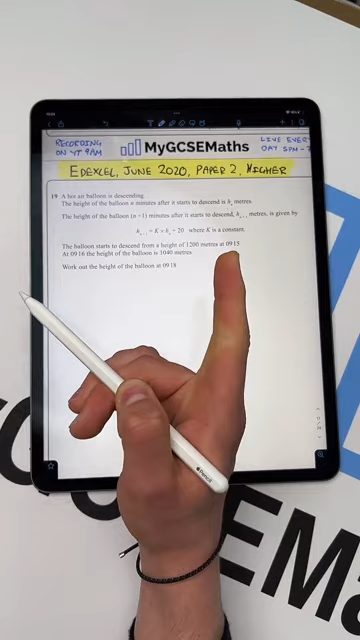 RECORDING
ON YT 9AM
MyGCSEMaths
LIVE EVERY
DAY 5PM -
EDEXCEL, JUNE 2020, PAPER 2, HIGHER
19 A hot air balloon is descending.
The height of the balloon n minutes after it starts to descend is hₙ metres.
The height of the balloon (n + 1) minutes after it starts to descend, hₙ₊₁ metres, is given by
hₙ₊₁ = K × hₙ + 20 where K is a constant.
The balloon starts to descend from a height of 1200 metres at 09 15
At 09 16 the height of the balloon is 1040 metres.
Work out the height of the balloon at 09 18
Pencil